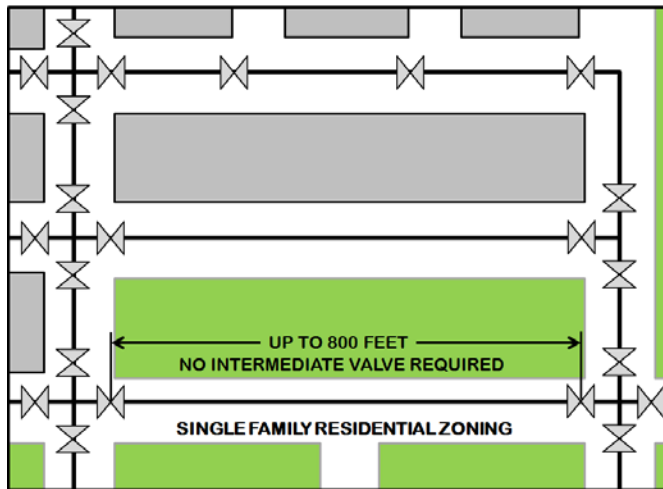 UP TO 800 FEET
NO INTERMEDIATE VALVE REQUIRED
SINGLE FAMILY RESIDENTIAL ZONING